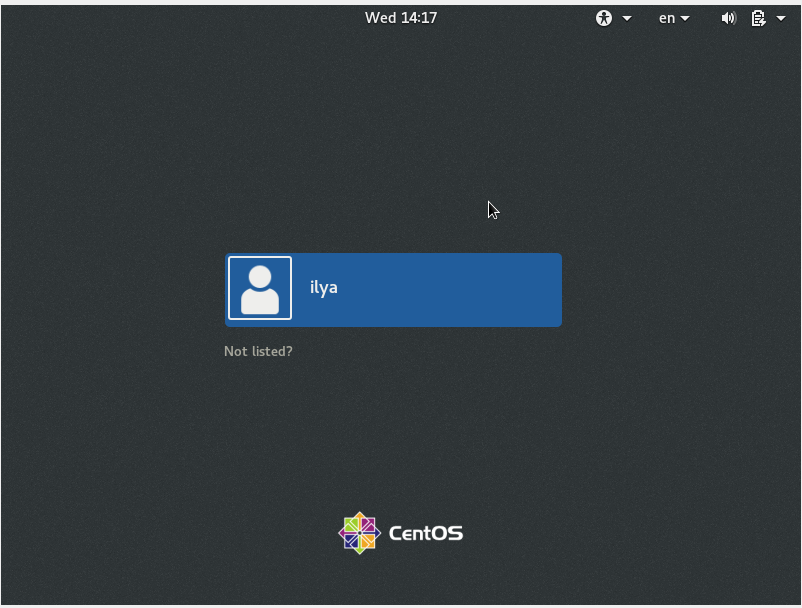 Wed 14:17
en
ilya
Not listed?
CentOS